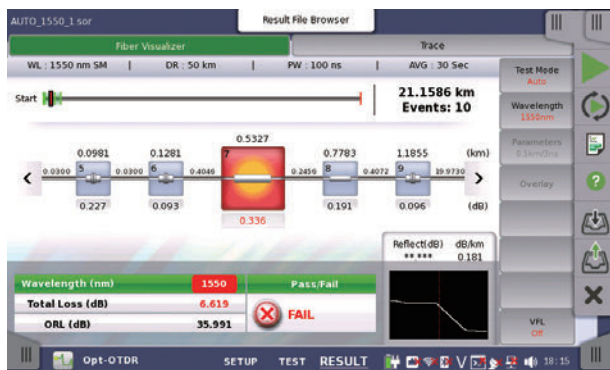 AUTO_1550_1.sor
Result File Browser
Fiber Visualizer
Trace
WL : 1550 nm SM | DR : 50 km | PW : 100 ns | AVG : 30 Sec
Test Mode
Auto
Start
21.1586 km
Events: 10
Wavelength
1550nm
Parameters
0.1km/3ns
Overlay
0.0981 0.1281 0.5327 0.7783 1.1855 (km)
0.0300 5 0.0300 6 0.4046 7 0.2456 8 0.4072 9 19.9730
0.227 0.093 0.336 0.191 0.096 (dB)
Reflect(dB) dB/km
**.*** 0.181
Wavelength (nm) 1550 Pass/Fail
Total Loss (dB) 6.619
FAIL
ORL (dB) 35.991
VFL
Off
Opt-OTDR SETUP TEST RESULT 18:15